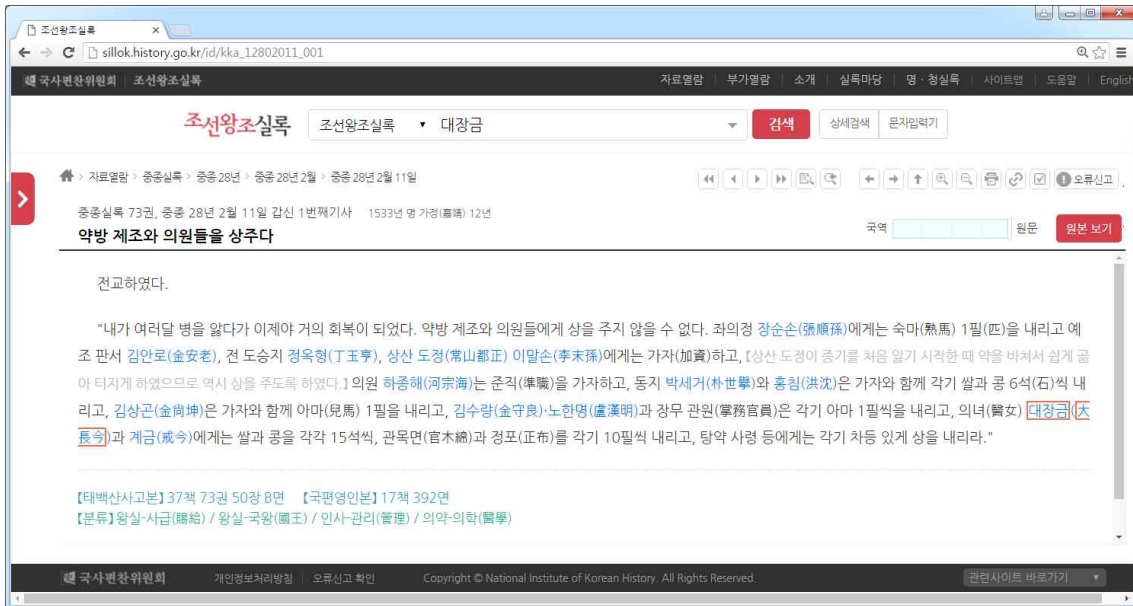 조선왕조실록 ×
sillok.history.go.kr/id/kka_12802011_001
국사편찬위원회 | 조선왕조실록 자료열람 | 부가열람 | 소개 | 실록마당 | 명·청실록 | 사이트맵 | 도움말 | English
조선왕조실록 조선왕조실록 대장금 검색 상세검색 문자입력기
> 자료열람 > 중종실록 > 중종 28년 > 중종 28년 2월 > 중종 28년 2월 11일 오류신고
중종실록 73권, 중종 28년 2월 11일 갑신 1번째기사 1533년 명 가정(嘉靖) 12년
약방 제조와 의원들을 상주다 국역 원문 원본 보기
전교하였다.
"내가 여러달 병을 앓다가 이제야 거의 회복이 되었다. 약방 제조와 의원들에게 상을 주지 않을 수 없다. 좌의정 장순손(張順孫)에게는 숙마(熟馬) 1필(匹)을 내리고 예
조 판서 김안로(金安老), 전 도승지 정옥형(丁玉亨), 상산 도정(常山都正) 이말손(李末孫)에게는 가자(加資)하고,【상산 도정이 종기를 처음 앓기 시작한 때 약을 바쳐서 쉽게 곪
아 터지게 하였으므로 역시 상을 주도록 하였다.】의원 하종해(河宗海)는 준직(準職)을 가자하고, 동지 박세거(朴世擧)와 홍침(洪沈)은 가자와 함께 각기 쌀과 콩 6석(石)씩 내
리고, 김상곤(金尙坤)은 가자와 함께 아마(兒馬) 1필을 내리고, 김수량(金守良)·노한명(盧漢明)과 장무 관원(掌務官員)은 각기 아마 1필씩을 내리고, 의녀(醫女) 대장금(大
長今)과 계금(戒今)에게는 쌀과 콩을 각각 15석씩, 관목면(官木綿)과 정포(正布)를 각기 10필씩 내리고, 탕약 사령 등에게는 각기 차등 있게 상을 내리라."
【태백산사고본】37책 73권 50장 B면 【국편영인본】17책 392면
【분류】왕실-사급(賜給) / 왕실-국왕(國王) / 인사-관리(管理) / 의약-의학(醫學)
국사편찬위원회 개인정보처리방침 | 오류신고 확인 Copyright © National Institute of Korean History. All Rights Reserved. 관련사이트 바로가기